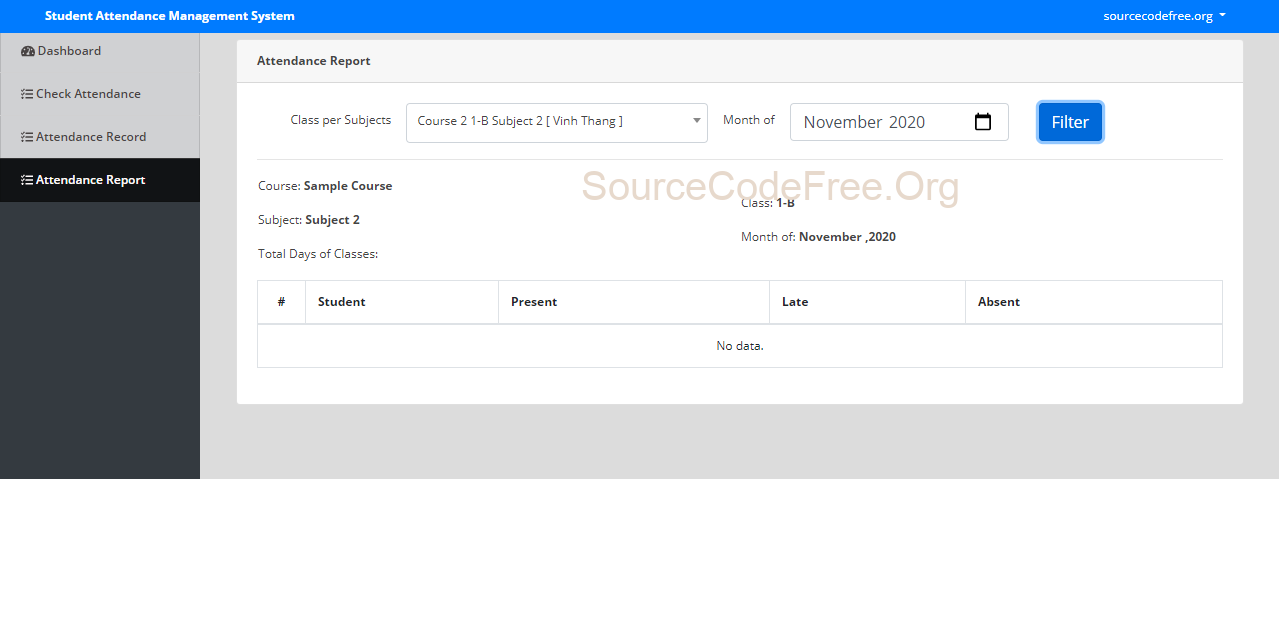 Student Attendance Management System
sourcecodefree.org
Dashboard
Check Attendance
Attendance Record
Attendance Report
Attendance Report
Class per Subjects
Course 2 1-B Subject 2 [ Vinh Thang ]
Month of
November 2020
Filter
SourceCodeFree.Org
Course: Sample Course
Class: 1-B
Subject: Subject 2
Month of: November ,2020
Total Days of Classes:
# Student Present Late Absent
No data.